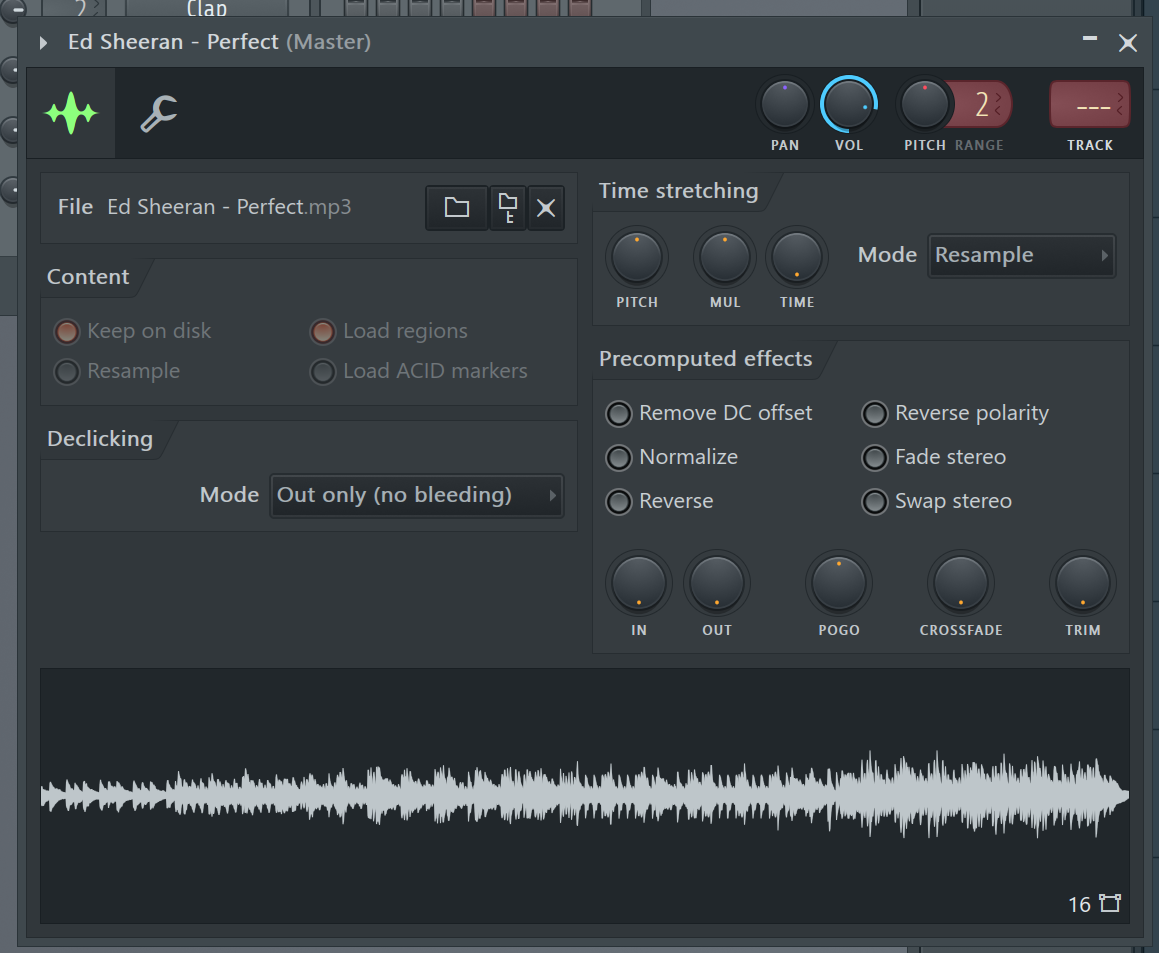 2 Clap
Ed Sheeran - Perfect (Master)
2 ---
PAN VOL PITCH RANGE TRACK
File Ed Sheeran - Perfect.mp3
Time stretching
Mode Resample
PITCH MUL TIME
Content
Keep on disk Load regions
Resample Load ACID markers
Precomputed effects
Remove DC offset Reverse polarity
Normalize Fade stereo
Reverse Swap stereo
Declicking
Mode Out only (no bleeding)
IN OUT POGO CROSSFADE TRIM
16